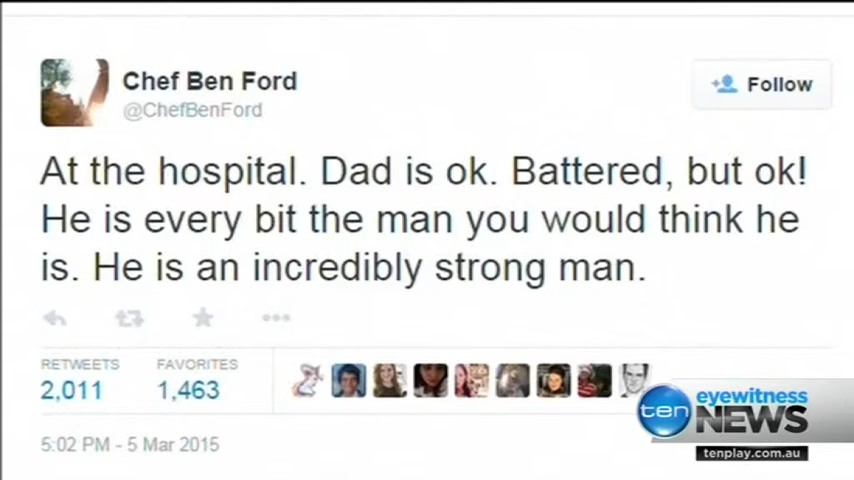 Chef Ben Ford
@ChefBenFord
Follow
At the hospital. Dad is ok. Battered, but ok!
He is every bit the man you would think he
is. He is an incredibly strong man.
RETWEETS
FAVORITES
2,011
1,463
5:02 PM - 5 Mar 2015
ten
eyewitness
NEWS
tenplay.com.au